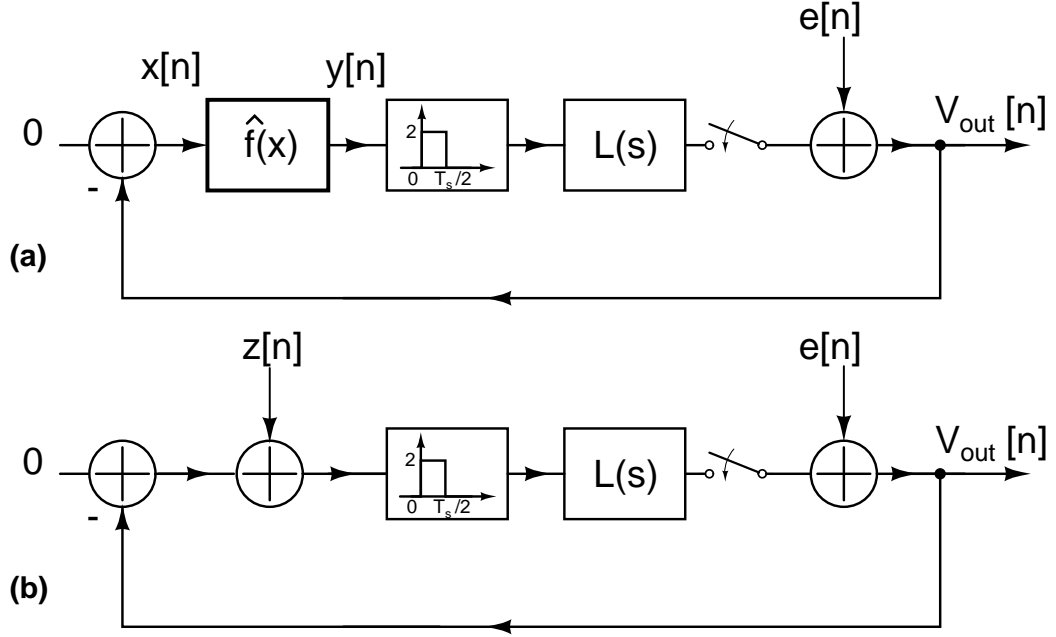 e[n]
x[n]
y[n]
V_out [n]
0
f̂(x)
2
0 T_s/2
L(s)
-
(a)
z[n]
e[n]
V_out [n]
0
2
0 T_s/2
L(s)
-
(b)